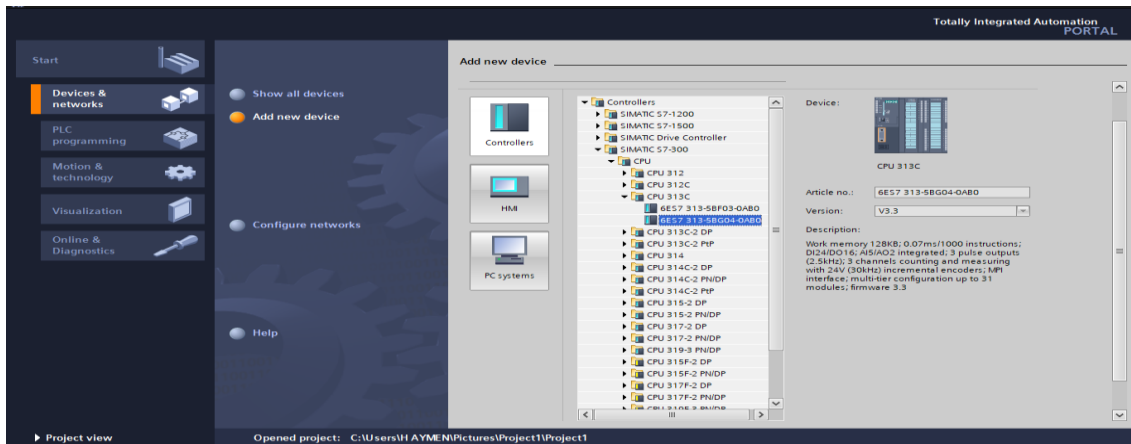 Totally Integrated Automation
PORTAL
Start
Devices &
networks
PLC
programming
Motion &
technology
Visualization
Online &
Diagnostics
Show all devices
Add new device
Configure networks
Help
Add new device
Controllers
HMI
PC systems
Controllers
SIMATIC S7-1200
SIMATIC S7-1500
SIMATIC Drive Controller
SIMATIC S7-300
CPU
CPU 312
CPU 312C
CPU 313C
6ES7 313-5BF03-0AB0
6ES7 313-5BG04-0AB0
CPU 313C-2 DP
CPU 313C-2 PtP
CPU 314
CPU 314C-2 DP
CPU 314C-2 PN/DP
CPU 314C-2 PtP
CPU 315-2 DP
CPU 315-2 PN/DP
CPU 317-2 DP
CPU 317-2 PN/DP
CPU 319-3 PN/DP
CPU 315F-2 DP
CPU 315F-2 PN/DP
CPU 317F-2 DP
CPU 317F-2 PN/DP
CPU 319F-3 PN/DP
Device:
CPU 313C
Article no.: 6ES7 313-5BG04-0AB0
Version: V3.3
Description:
Work memory 128KB; 0.07ms/1000 instructions;
DI24/DO16; AI5/AO2 integrated; 3 pulse outputs
(2.5kHz); 3 channels counting and measuring
with 24V (30kHz) incremental encoders; MPI
interface; multi-tier configuration up to 31
modules; firmware 3.3
Project view
Opened project: C:\Users\H AYMEN\Pictures\Project1\Project1